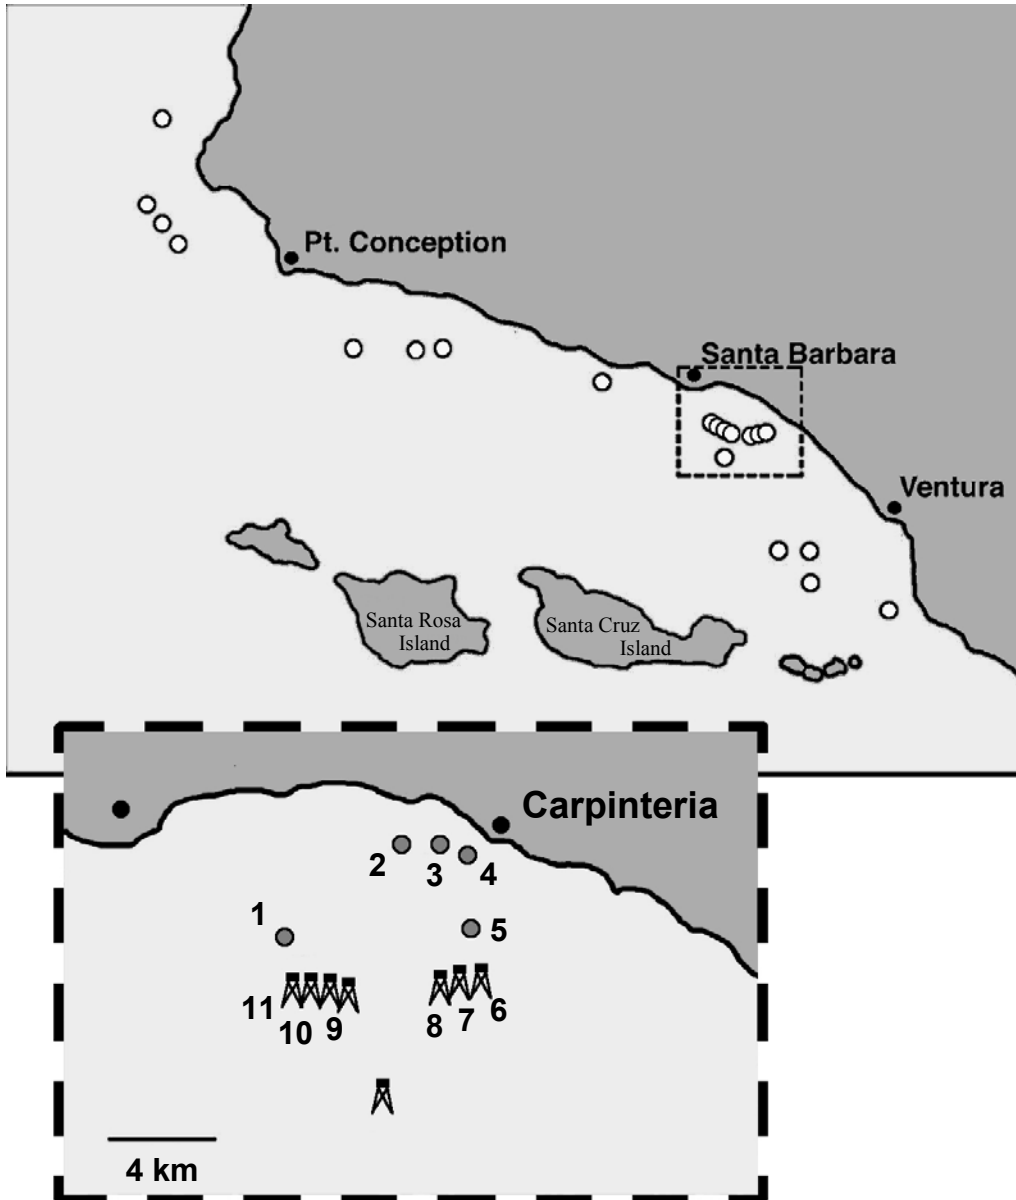 Pt. Conception
Santa Barbara
Ventura
Santa Rosa
Island
Santa Cruz
Island
Carpinteria
2
3
4
1
5
11
10
9
8
7
6
4 km